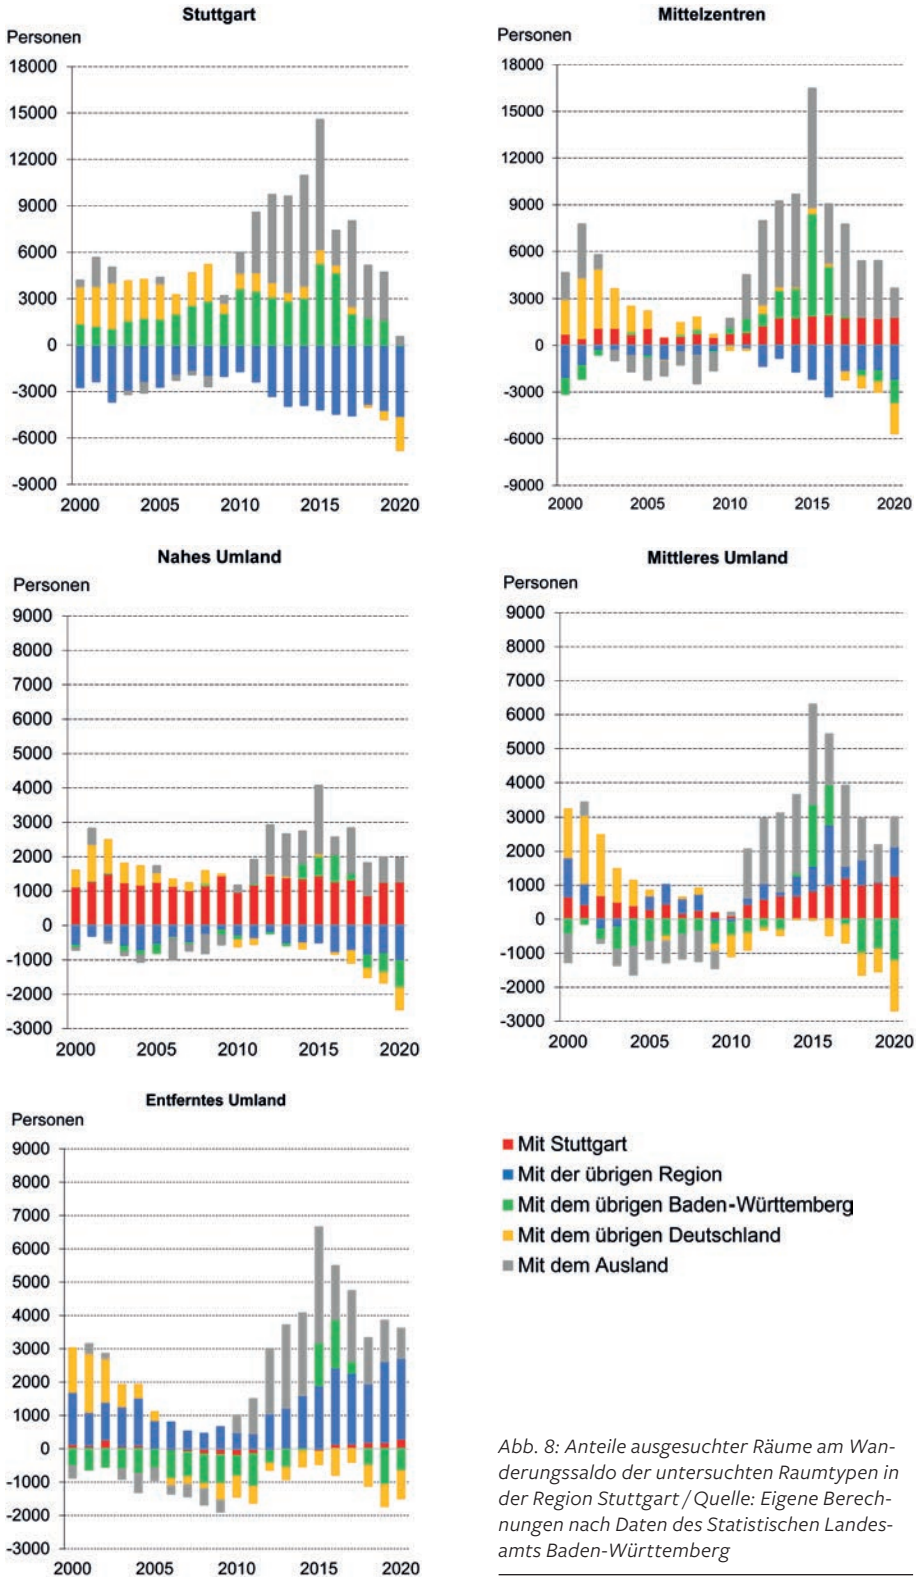 Stuttgart
Personen
18000
15000
12000
9000
6000
3000
0
-3000
-6000
-9000
2000 2005 2010 2015 2020
Mittelzentren
Personen
18000
15000
12000
9000
6000
3000
0
-3000
-6000
-9000
2000 2005 2010 2015 2020
Nahes Umland
Personen
9000
8000
7000
6000
5000
4000
3000
2000
1000
0
-1000
-2000
-3000
2000 2005 2010 2015 2020
Mittleres Umland
Personen
9000
8000
7000
6000
5000
4000
3000
2000
1000
0
-1000
-2000
-3000
2000 2005 2010 2015 2020
Entferntes Umland
Personen
9000
8000
7000
6000
5000
4000
3000
2000
1000
0
-1000
-2000
-3000
2000 2005 2010 2015 2020
Mit Stuttgart
Mit der übrigen Region
Mit dem übrigen Baden-Württemberg
Mit dem übrigen Deutschland
Mit dem Ausland
Abb. 8: Anteile ausgesuchter Räume am Wan-
derungssaldo der untersuchten Raumtypen in
der Region Stuttgart / Quelle: Eigene Berech-
nungen nach Daten des Statistischen Landes-
amts Baden-Württemberg